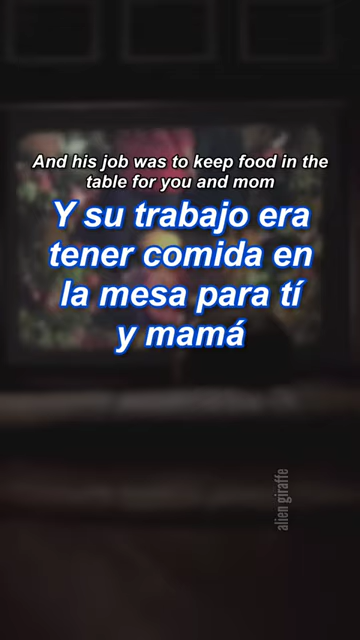 And his job was to keep food in the
table for you and mom
Y su trabajo era
tener comida en
la mesa para tí
y mamá
alien giraffe